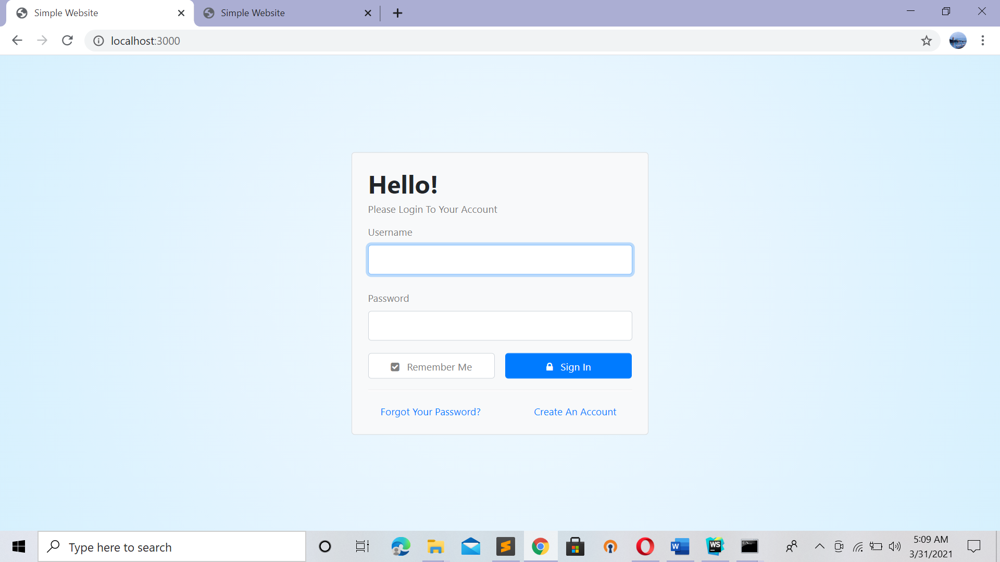 Simple Website
Simple Website
localhost:3000
Hello!
Please Login To Your Account
Username
Password
Remember Me
Sign In
Forgot Your Password?
Create An Account
Type here to search
W
WS
C:\
5:09 AM
3/31/2021